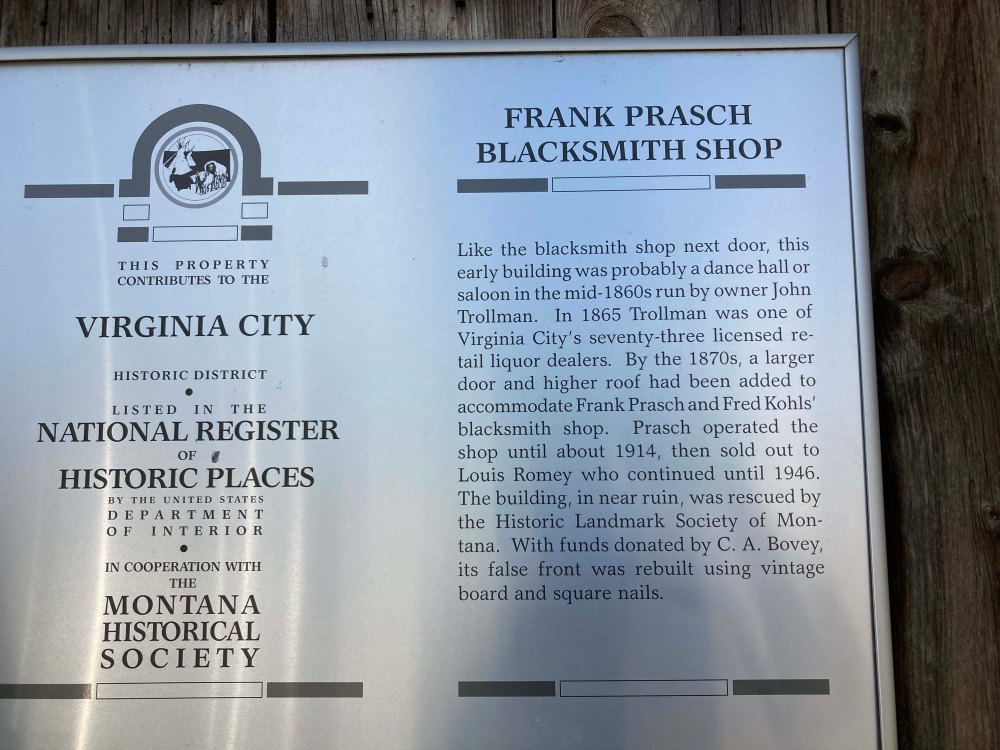 THIS PROPERTY
CONTRIBUTES TO THE
VIRGINIA CITY
HISTORIC DISTRICT
•
LISTED IN THE
NATIONAL REGISTER
OF
HISTORIC PLACES
BY THE UNITED STATES
DEPARTMENT
OF INTERIOR
•
IN COOPERATION WITH
THE
MONTANA
HISTORICAL
SOCIETY
FRANK PRASCH
BLACKSMITH SHOP
Like the blacksmith shop next door, this
early building was probably a dance hall or
saloon in the mid-1860s run by owner John
Trollman. In 1865 Trollman was one of
Virginia City's seventy-three licensed re-
tail liquor dealers. By the 1870s, a larger
door and higher roof had been added to
accommodate Frank Prasch and Fred Kohls'
blacksmith shop. Prasch operated the
shop until about 1914, then sold out to
Louis Romey who continued until 1946.
The building, in near ruin, was rescued by
the Historic Landmark Society of Mon-
tana. With funds donated by C. A. Bovey,
its false front was rebuilt using vintage
board and square nails.